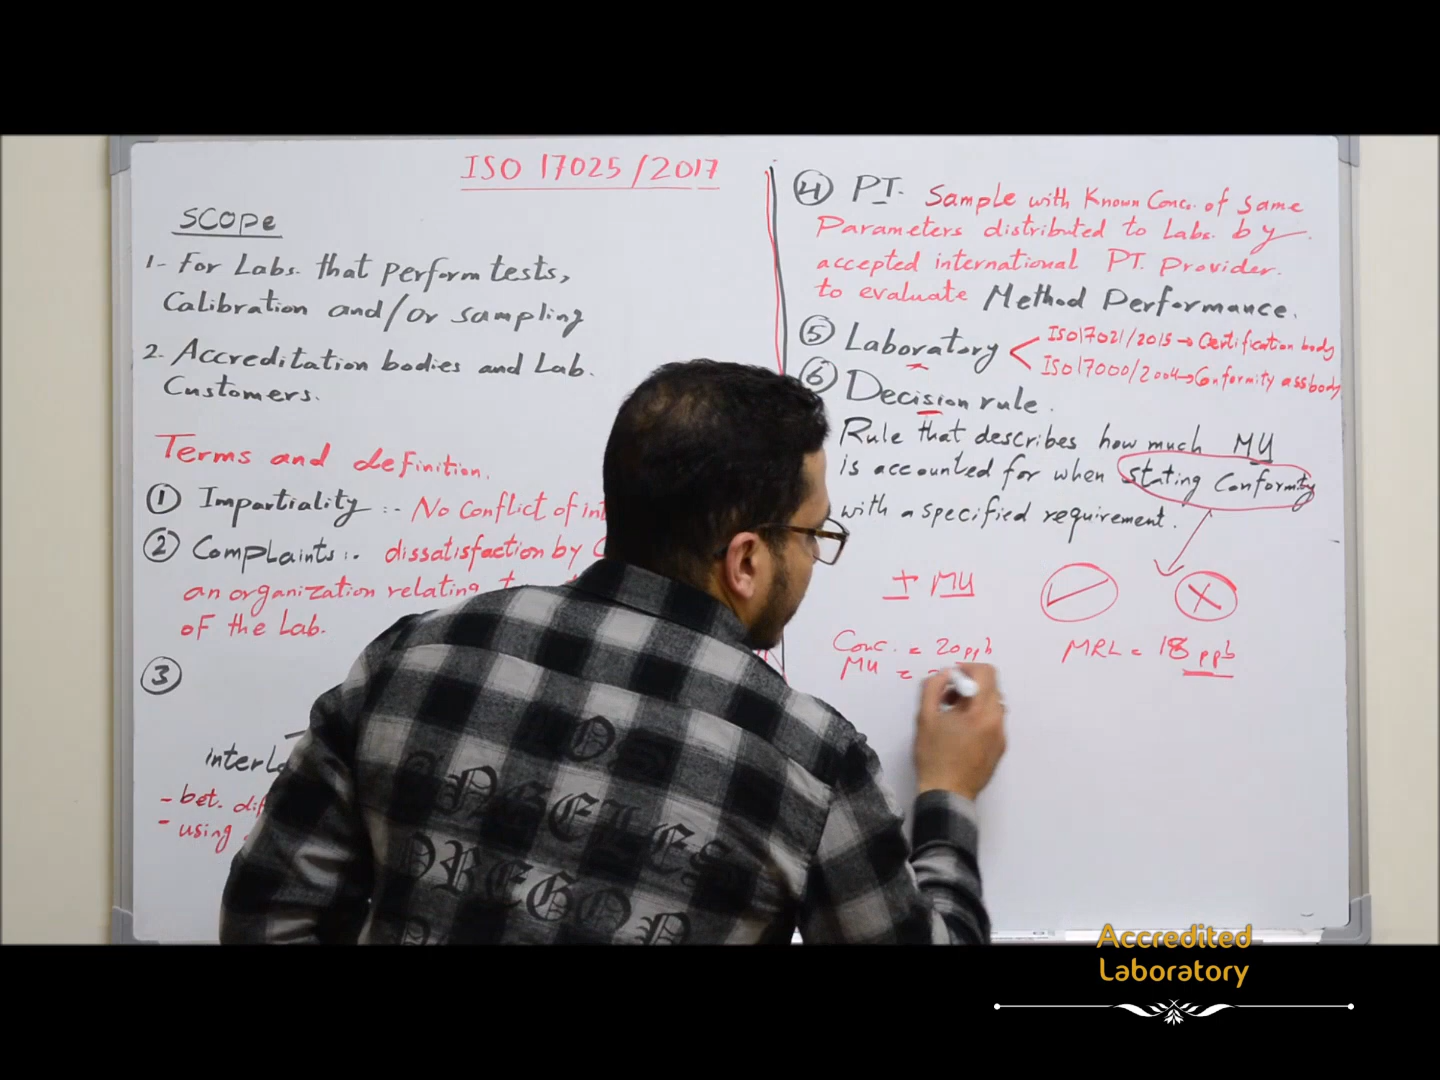 ISO 17025/2017
SCOPE
1- For Labs. that perform tests,
Calibration and/or sampling
2. Accreditation bodies and Lab.
Customers.
Terms and definition.
① Impartiality :- No Conflict of int
② Complaints:. dissatisfaction by
an organization relating
of the Lab.
③
- bet.
- using
④ PT. Sample with Known Conc. of same
Parameters distributed to Labs. by
accepted international PT. Provider.
to evaluate Method Performance.
⑤ Laboratory
ISO17021/2015→Certification body
ISO17000/2004→Conformity ass body
⑥ Decision rule.
Rule that describes how much MU
is accounted for when stating Conformity
with a specified requirement.
± MU ✓ X
Conc. = 20ppb MRL = 18 ppb
MU =
LOS
ANGELES
OREGON
Accredited
Laboratory